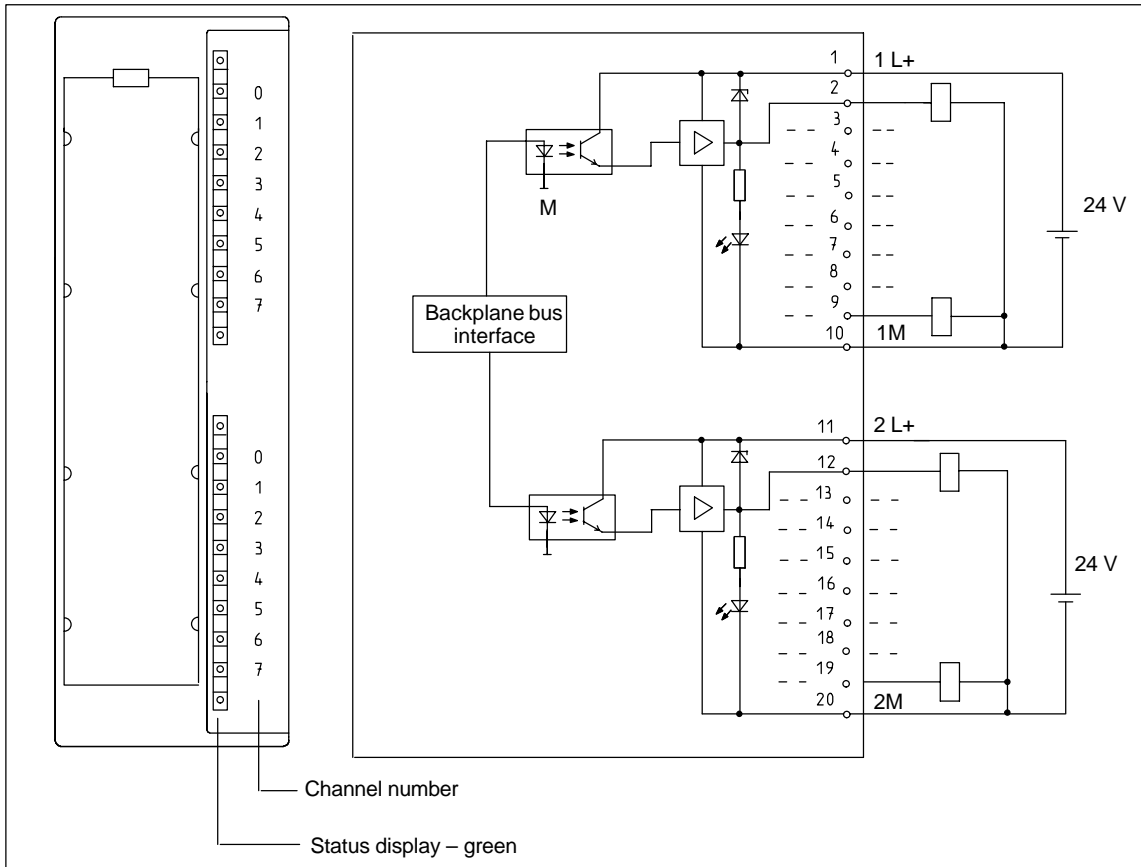 0
1
2
3
4
5
6
7
0
1
2
3
4
5
6
7
Channel number
Status display – green
M
Backplane bus
interface
1 1 L+
2
3
4
5
6
7
8
9
10 1M
24 V
11 2 L+
12
13
14
15
16
17
18
19
20 2M
24 V